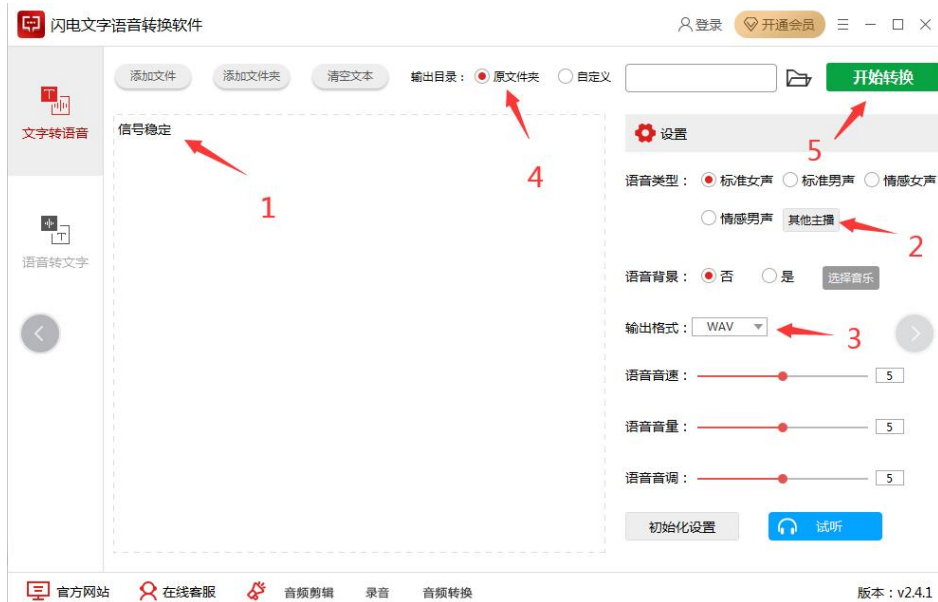 闪电文字语音转换软件 登录 开通会员
添加文件 添加文件夹 清空文本 输出目录： 原文件夹 自定义 开始转换
文字转语音
语音转文字
信号稳定
1
4
5
设置
语音类型： 标准女声 标准男声 情感女声
情感男声 其他主播
2
语音背景： 否 是 选择音乐
输出格式： WAV
3
语音音速： 5
语音音量： 5
语音音调： 5
初始化设置 试听
官方网站 在线客服 音频剪辑 录音 音频转换 版本：v2.4.1